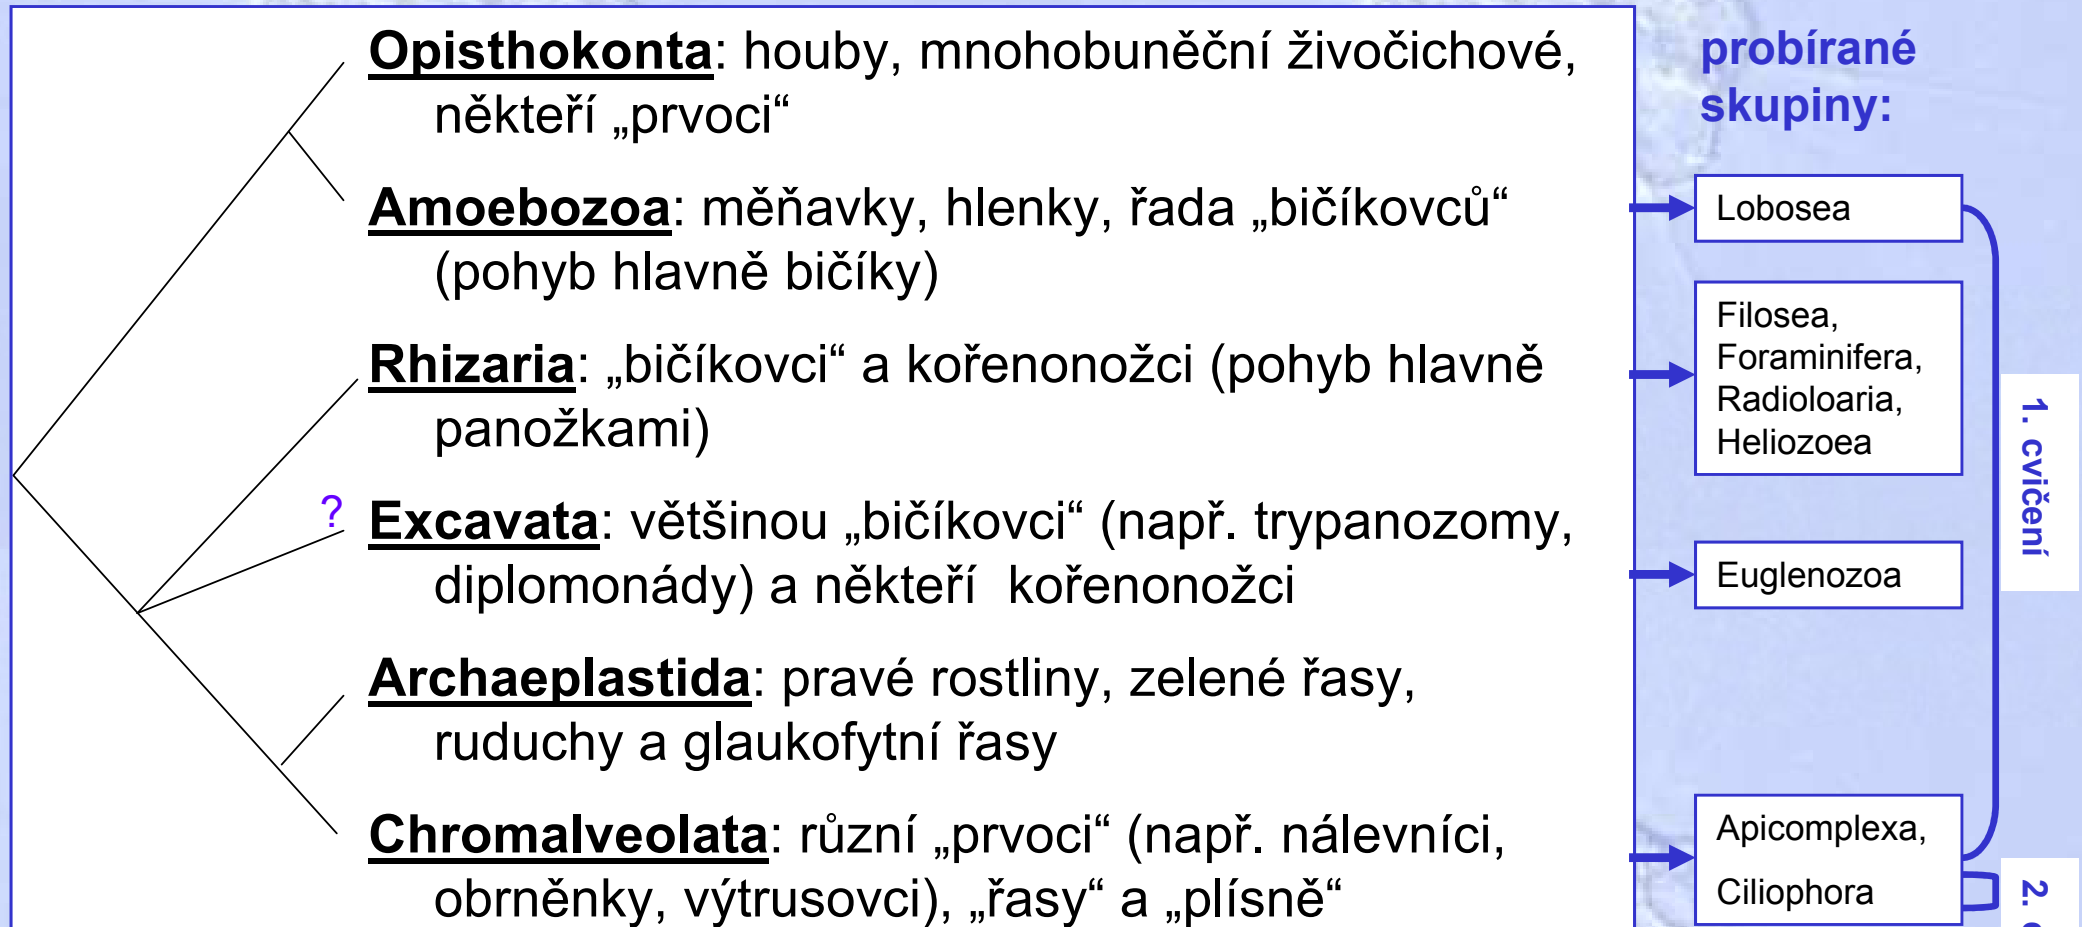 Opisthokonta: houby, mnohobuněční živočichové,
někteří „prvoci“
Amoebozoa: měňavky, hlenky, řada „bičíkovců“
(pohyb hlavně bičíky)
Rhizaria: „bičíkovci“ a kořenonožci (pohyb hlavně
panožkami)
?
Excavata: většinou „bičíkovci“ (např. trypanozomy,
diplomonády) a někteří kořenonožci
Archaeplastida: pravé rostliny, zelené řasy,
ruduchy a glaukofytní řasy
Chromalveolata: různí „prvoci“ (např. nálevníci,
obrněnky, výtrusovci), „řasy“ a „plísně“
probírané
skupiny:
Lobosea
Filosea,
Foraminifera,
Radioloaria,
Heliozoea
Euglenozoa
Apicomplexa,
Ciliophora
1. cvičení
2.